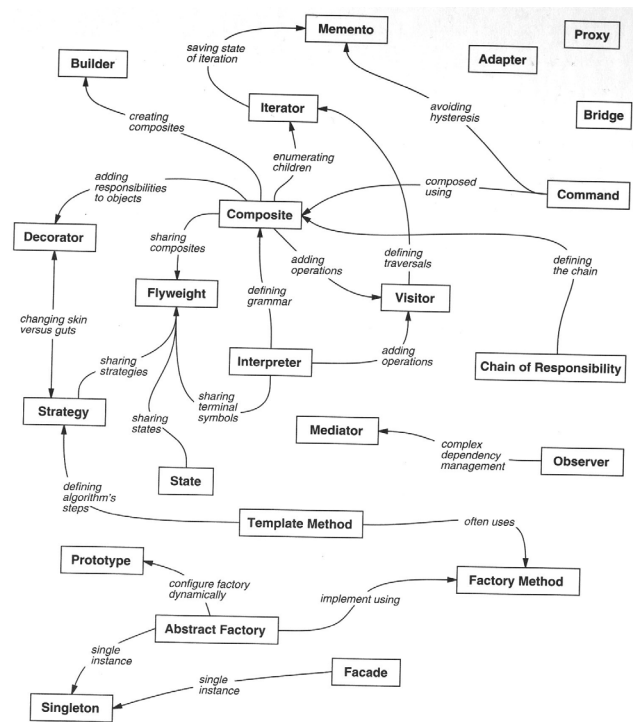 Memento
Proxy
Adapter
Builder
saving state
of iteration
Iterator
avoiding
hysteresis
Bridge
creating
composites
enumerating
children
adding
responsibilities
to objects
composed
using
Command
Composite
Decorator
sharing
composites
adding
operations
defining
traversals
defining
the chain
Flyweight
defining
grammar
Visitor
changing skin
versus guts
Interpreter
adding
operations
Chain of Responsibility
sharing
strategies
sharing
terminal
symbols
Strategy
sharing
states
Mediator
complex
dependency
management
Observer
State
defining
algorithm's
steps
Template Method
often uses
Prototype
configure factory
dynamically
implement using
Factory Method
Abstract Factory
single
instance
single
instance
Facade
Singleton